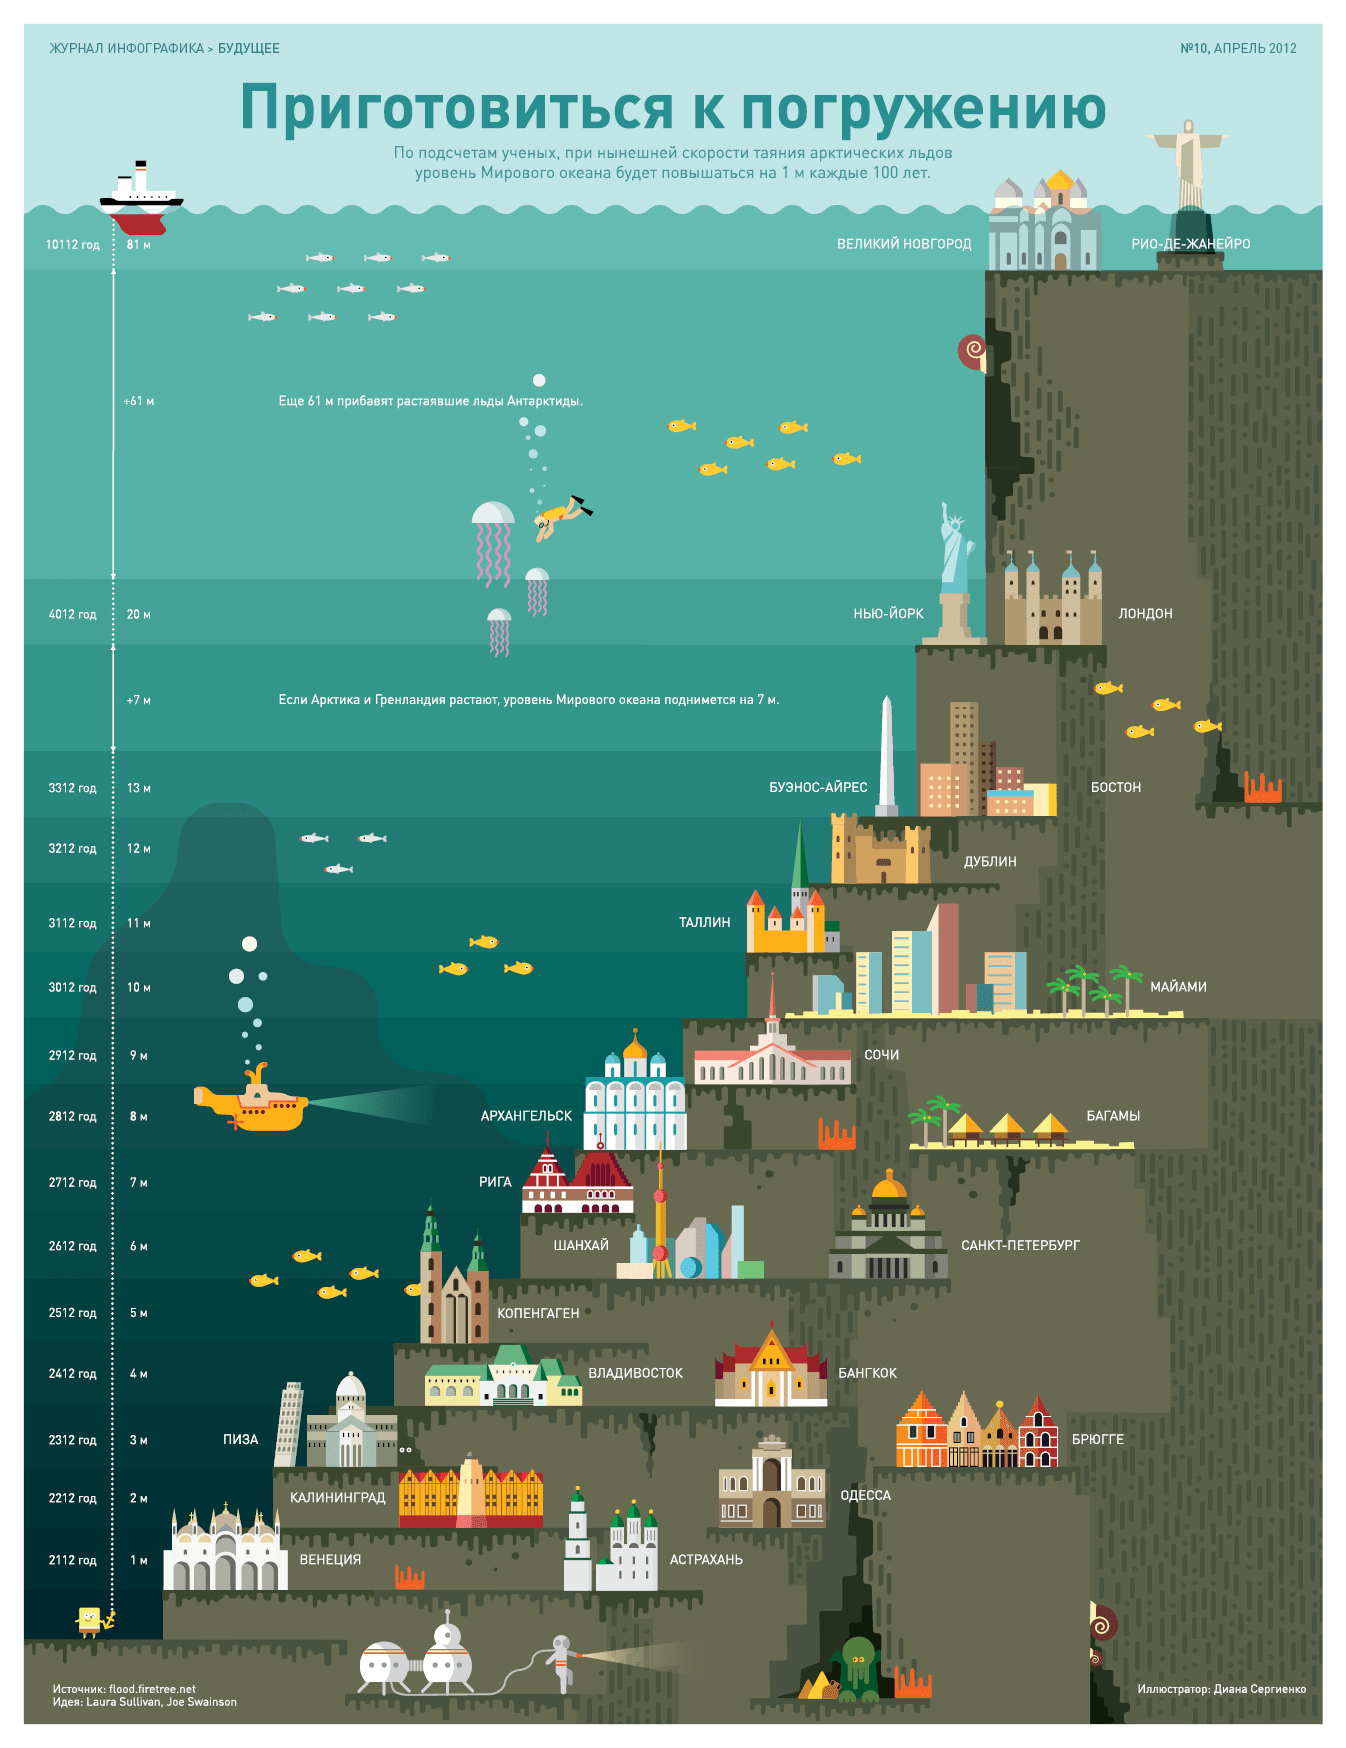 ЖУРНАЛ ИНФОГРАФИКА > БУДУЩЕЕ
№10, АПРЕЛЬ 2012
Приготовиться к погружению
По подсчетам ученых, при нынешней скорости таяния арктических льдов
уровень Мирового океана будет повышаться на 1 м каждые 100 лет.
10112 год 81 м
ВЕЛИКИЙ НОВГОРОД
РИО-ДЕ-ЖАНЕЙРО
+61 м
Еще 61 м прибавят растаявшие льды Антарктиды.
4012 год 20 м
НЬЮ-ЙОРК
ЛОНДОН
+7 м
Если Арктика и Гренландия растают, уровень Мирового океана поднимется на 7 м.
3312 год 13 м
БУЭНОС-АЙРЕС
БОСТОН
3212 год 12 м
ДУБЛИН
3112 год 11 м
ТАЛЛИН
3012 год 10 м
МАЙАМИ
2912 год 9 м
СОЧИ
2812 год 8 м
АРХАНГЕЛЬСК
БАГАМЫ
2712 год 7 м
РИГА
2612 год 6 м
ШАНХАЙ
САНКТ-ПЕТЕРБУРГ
2512 год 5 м
КОПЕНГАГЕН
2412 год 4 м
ВЛАДИВОСТОК
БАНГКОК
2312 год 3 м
ПИЗА
БРЮГГЕ
2212 год 2 м
КАЛИНИНГРАД
ОДЕССА
2112 год 1 м
ВЕНЕЦИЯ
АСТРАХАНЬ
Источник: flood.firetree.net
Идея: Laura Sullivan, Joe Swainson
Иллюстратор: Диана Сергиенко